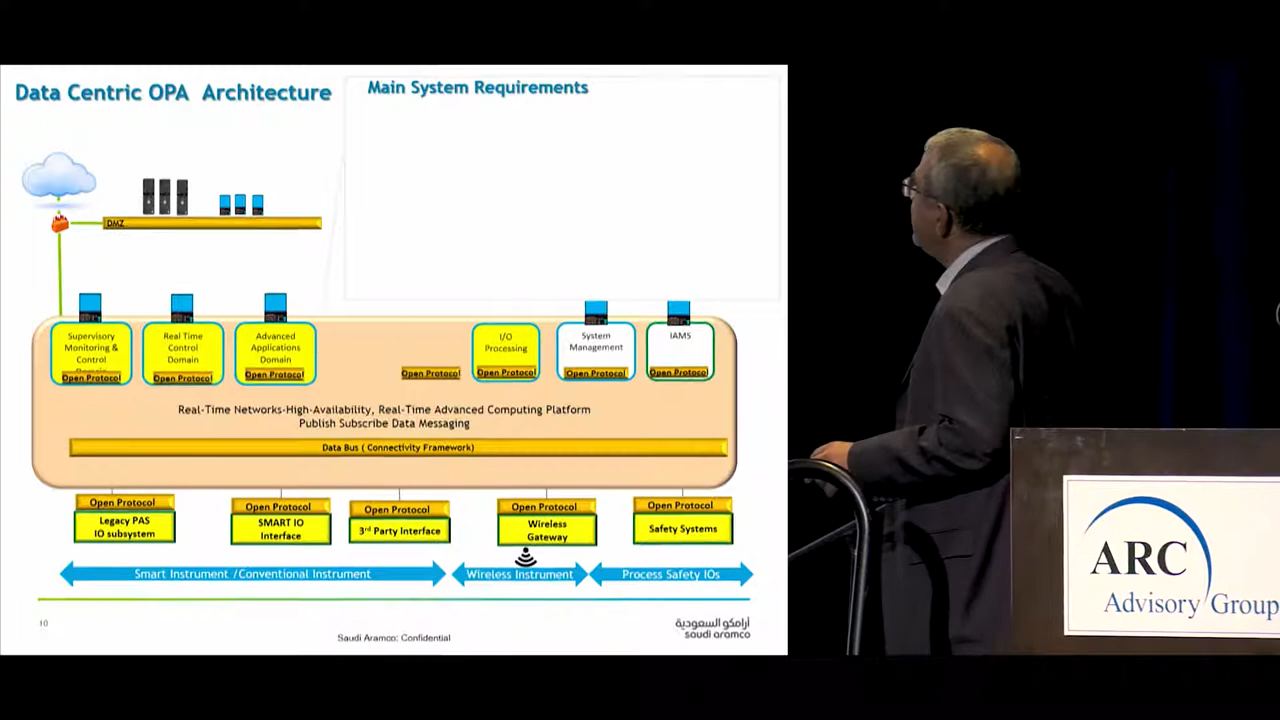 Data Centric OPA Architecture
Main System Requirements
DMZ
Supervisory
Monitoring &
Control
Open Protocol
Real Time
Control
Domain
Open Protocol
Advanced
Applications
Domain
Open Protocol
Open Protocol
I/O
Processing
Open Protocol
System
Management
Open Protocol
IAMS
Open Protocol
Real-Time Networks-High-Availability, Real-Time Advanced Computing Platform
Publish Subscribe Data Messaging
Data Bus ( Connectivity Framework)
Open Protocol
Legacy PAS
IO subsystem
Open Protocol
SMART IO
Interface
Open Protocol
3rd Party Interface
Open Protocol
Wireless
Gateway
Open Protocol
Safety Systems
Smart Instrument /Conventional Instrument
Wireless Instrument
Process Safety IOs
10
Saudi Aramco: Confidential
أرامكو السعودية
saudi aramco
ARC
Advisory Group